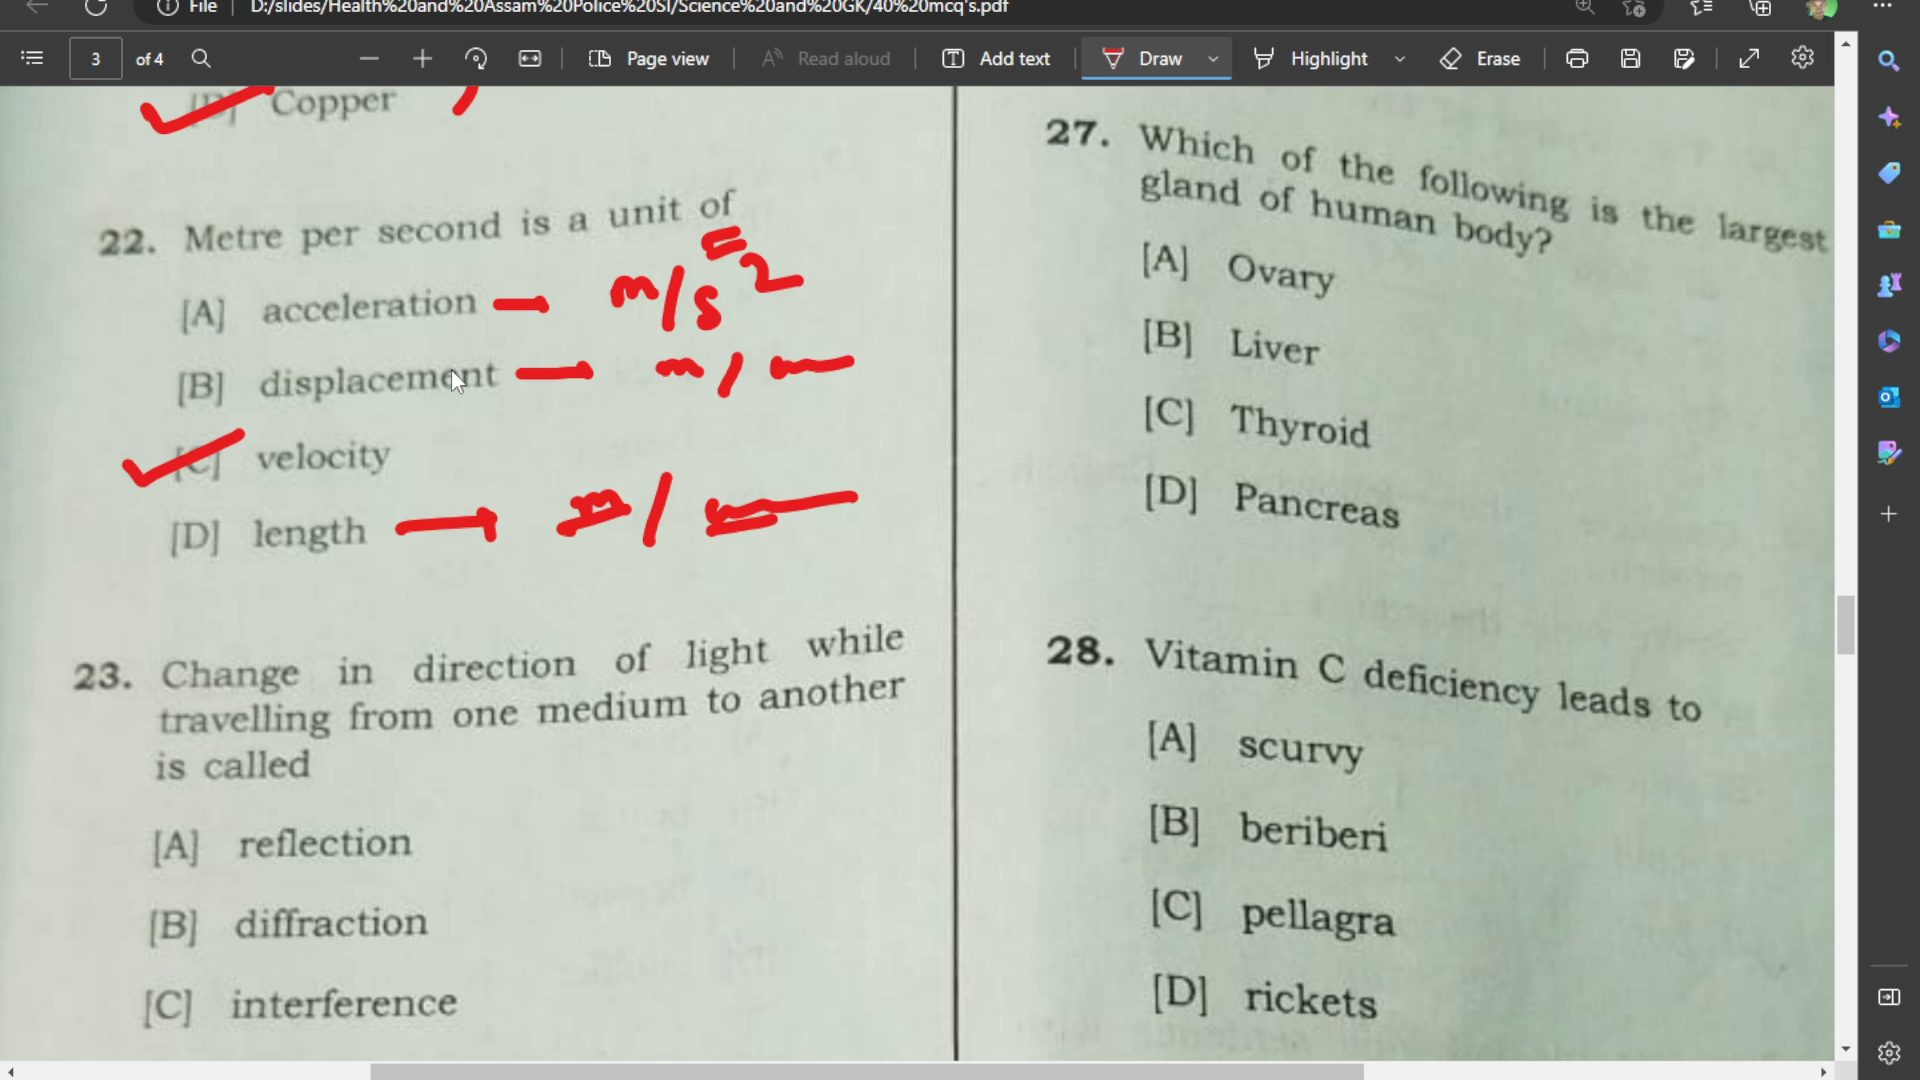 File
D:/slides/Health%20and%20Assam%20Police%20SI/Science%20and%20GK/40%20mcq's.pdf
3 of 4
Page view
Read aloud
Add text
Draw
Highlight
Erase
[D] Copper
22. Metre per second is a unit of
[A] acceleration — m/s²
[B] displacement — m/
[C] velocity
[D] length — m/
23. Change in direction of light while
travelling from one medium to another
is called
[A] reflection
[B] diffraction
[C] interference
27. Which of the following is the largest
gland of human body?
[A] Ovary
[B] Liver
[C] Thyroid
[D] Pancreas
28. Vitamin C deficiency leads to
[A] scurvy
[B] beriberi
[C] pellagra
[D] rickets